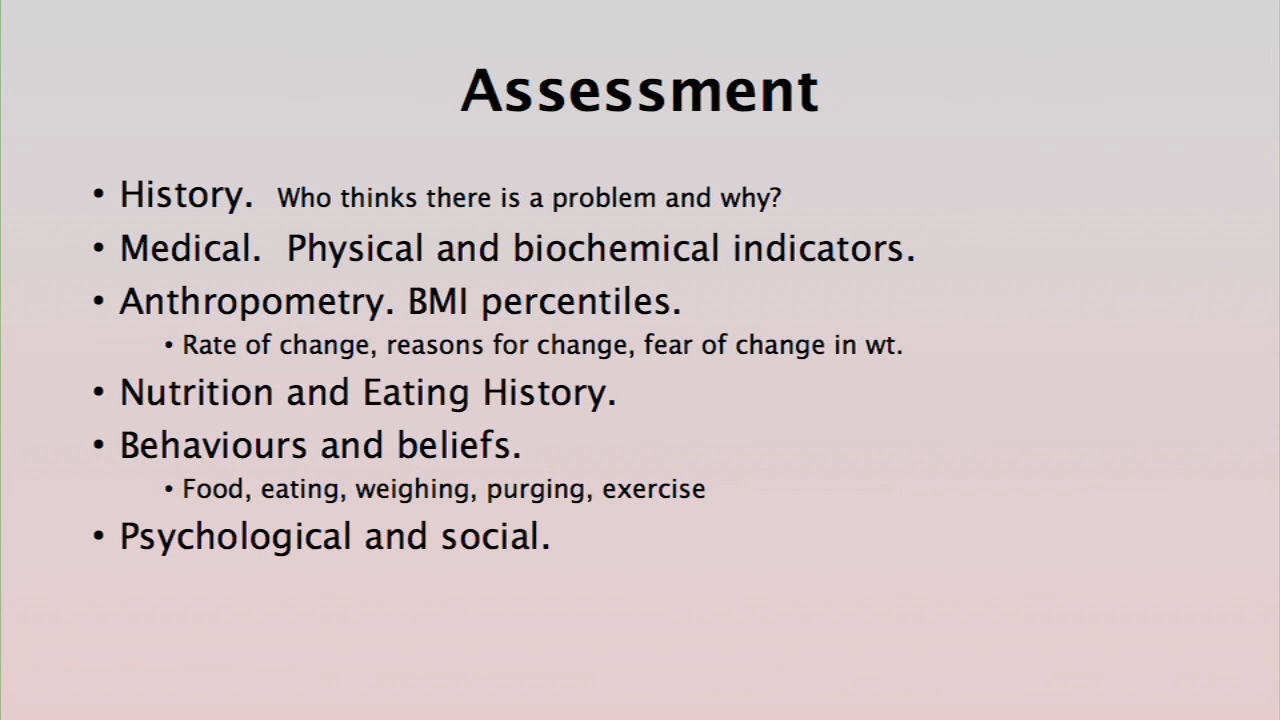 Assessment
• History. Who thinks there is a problem and why?
• Medical. Physical and biochemical indicators.
• Anthropometry. BMI percentiles.
• Rate of change, reasons for change, fear of change in wt.
• Nutrition and Eating History.
• Behaviours and beliefs.
• Food, eating, weighing, purging, exercise
• Psychological and social.